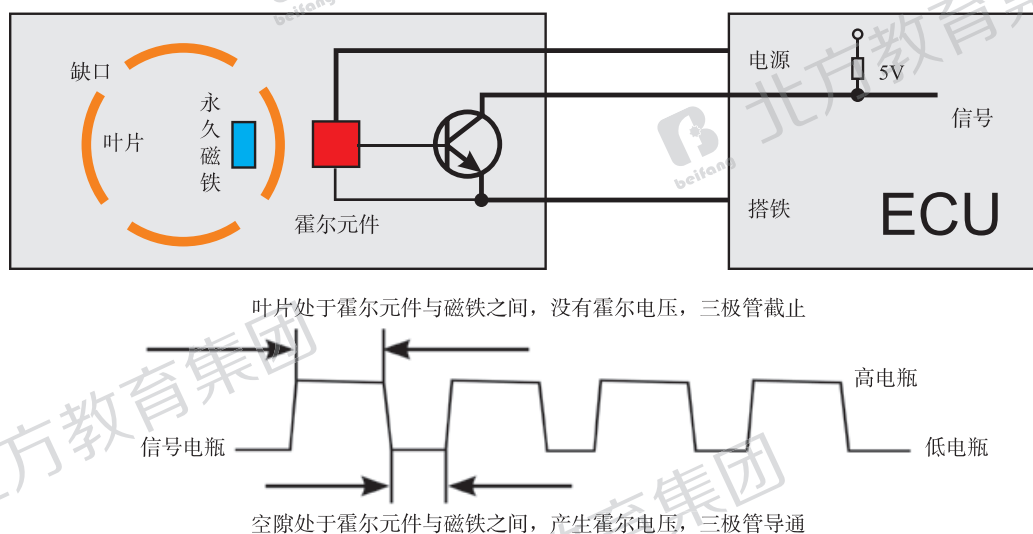 缺口
叶片
永久磁铁
霍尔元件
电源
5V
信号
搭铁
ECU
beifang
beifang
北方教育集团
叶片处于霍尔元件与磁铁之间，没有霍尔电压，三极管截止
高电瓶
信号电瓶
低电瓶
空隙处于霍尔元件与磁铁之间，产生霍尔电压，三极管导通
北方教育集团